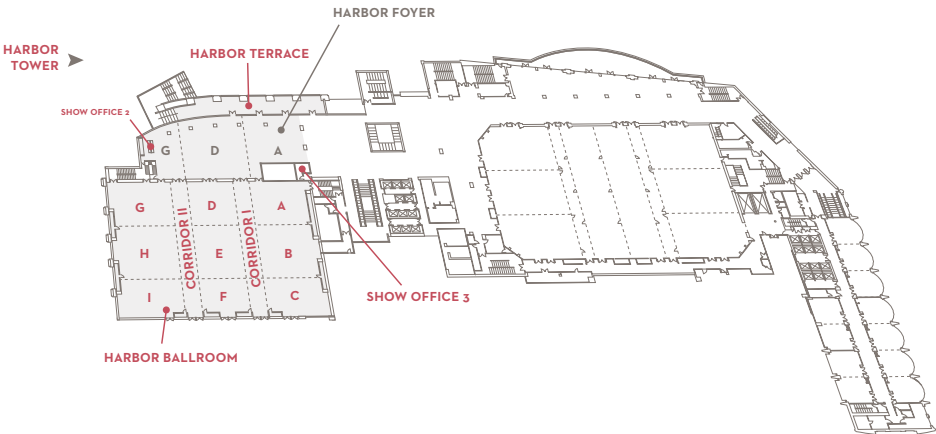 HARBOR FOYER
HARBOR
TOWER
HARBOR TERRACE
SHOW OFFICE 2
G D A
G D A
H E B
I F C
CORRIDOR II
CORRIDOR I
SHOW OFFICE 3
HARBOR BALLROOM